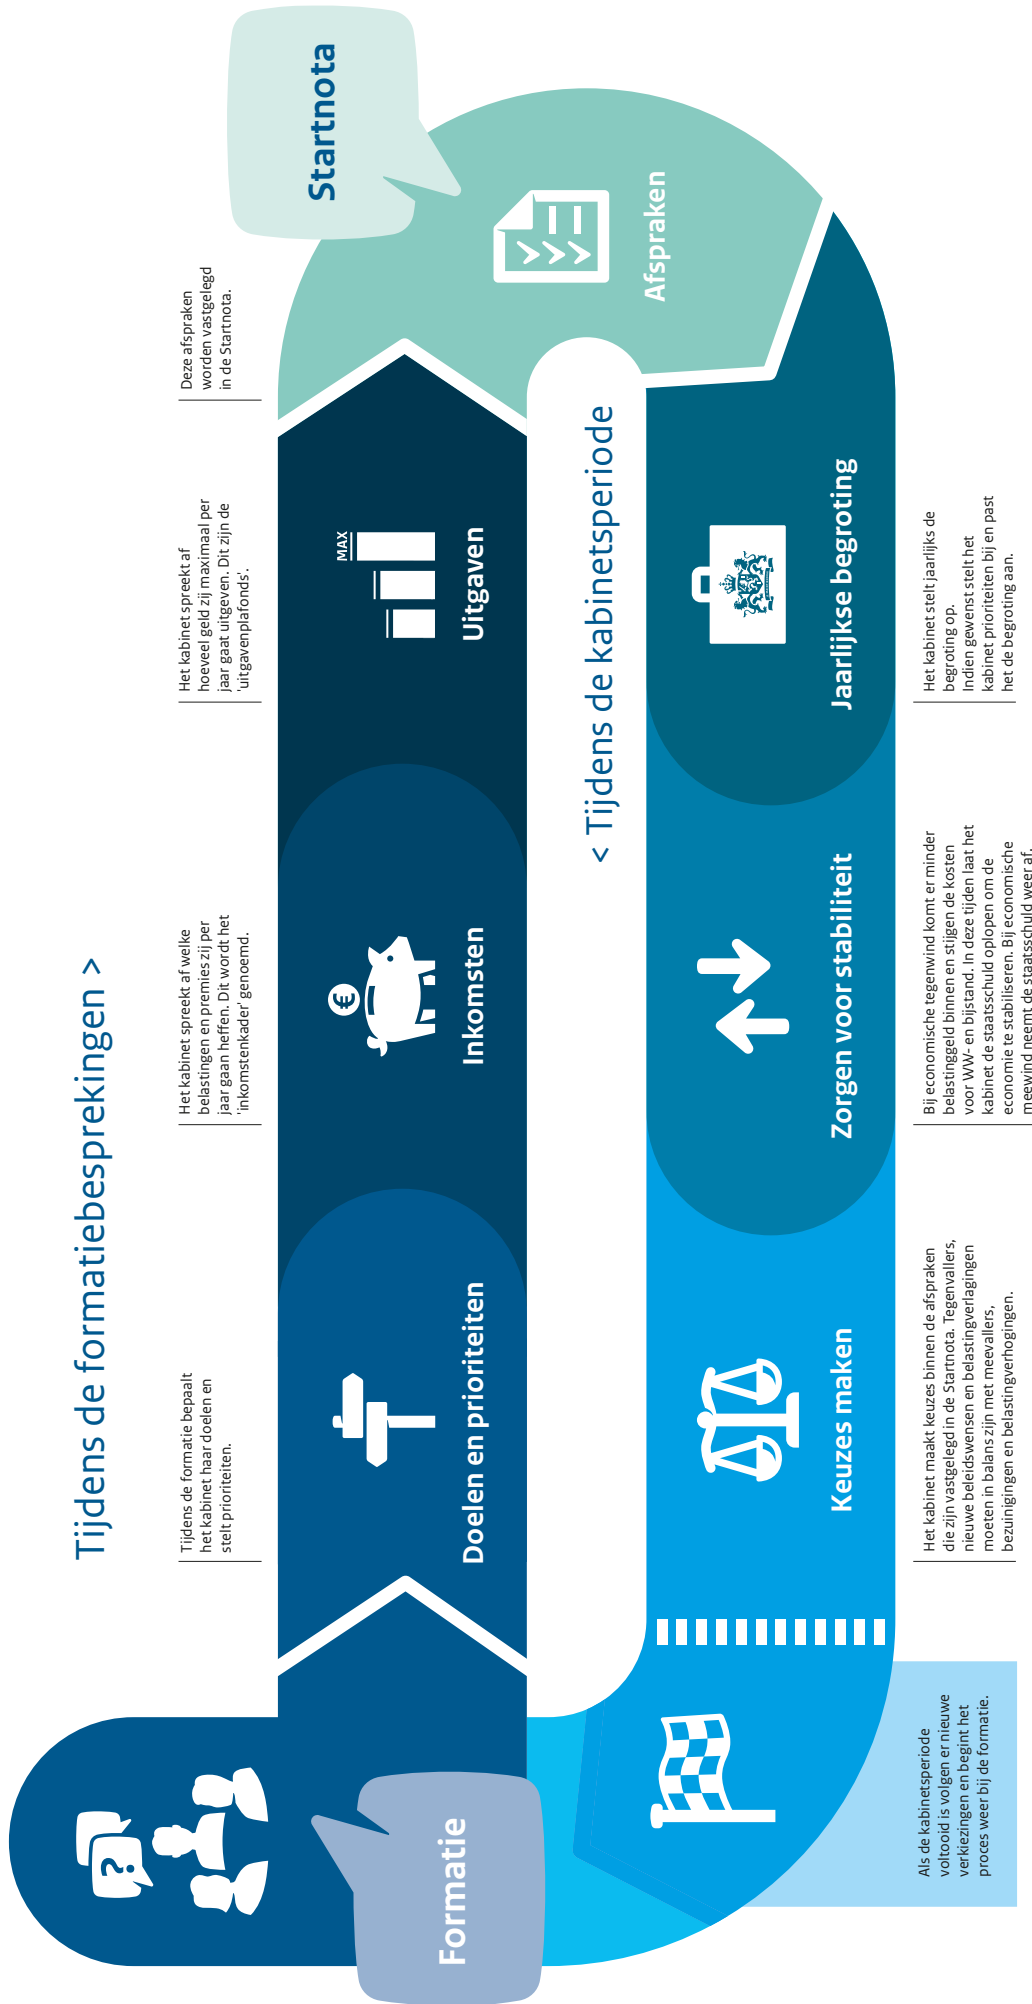 Tijdens de formatiebesprekingen >
Tijdens de formatie bepaalt
het kabinet haar doelen en
stelt prioriteiten.
Het kabinet spreekt af welke
belastingen en premies zij per
jaar gaan heffen. Dit wordt het
'inkomstenkader' genoemd.
Het kabinet spreekt af
hoeveel geld zij maximaal per
jaar gaat uitgeven. Dit zijn de
'uitgavenplafonds'.
Deze afspraken
worden vastgelegd
in de Startnota.
Startnota
?
€
MAX
Formatie
Doelen en prioriteiten
Inkomsten
Uitgaven
Afspraken
< Tijdens de kabinetsperiode
Keuzes maken
Zorgen voor stabiliteit
Jaarlijkse begroting
Als de kabinetsperiode
voltooid is volgen er nieuwe
verkiezingen en begint het
proces weer bij de formatie.
Het kabinet maakt keuzes binnen de afspraken
die zijn vastgelegd in de Startnota. Tegenvallers,
nieuwe beleidswensen en belastingverlagingen
moeten in balans zijn met meevallers,
bezuinigingen en belastingverhogingen.
Bij economische tegenwind komt er minder
belastinggeld binnen en stijgen de kosten
voor WW- en bijstand. In deze tijden laat het
kabinet de staatsschuld oplopen om de
economie te stabiliseren. Bij economische
meewind neemt de staatsschuld weer af.
Het kabinet stelt jaarlijks de
begroting op.
Indien gewenst stelt het
kabinet prioriteiten bij en past
het de begroting aan.